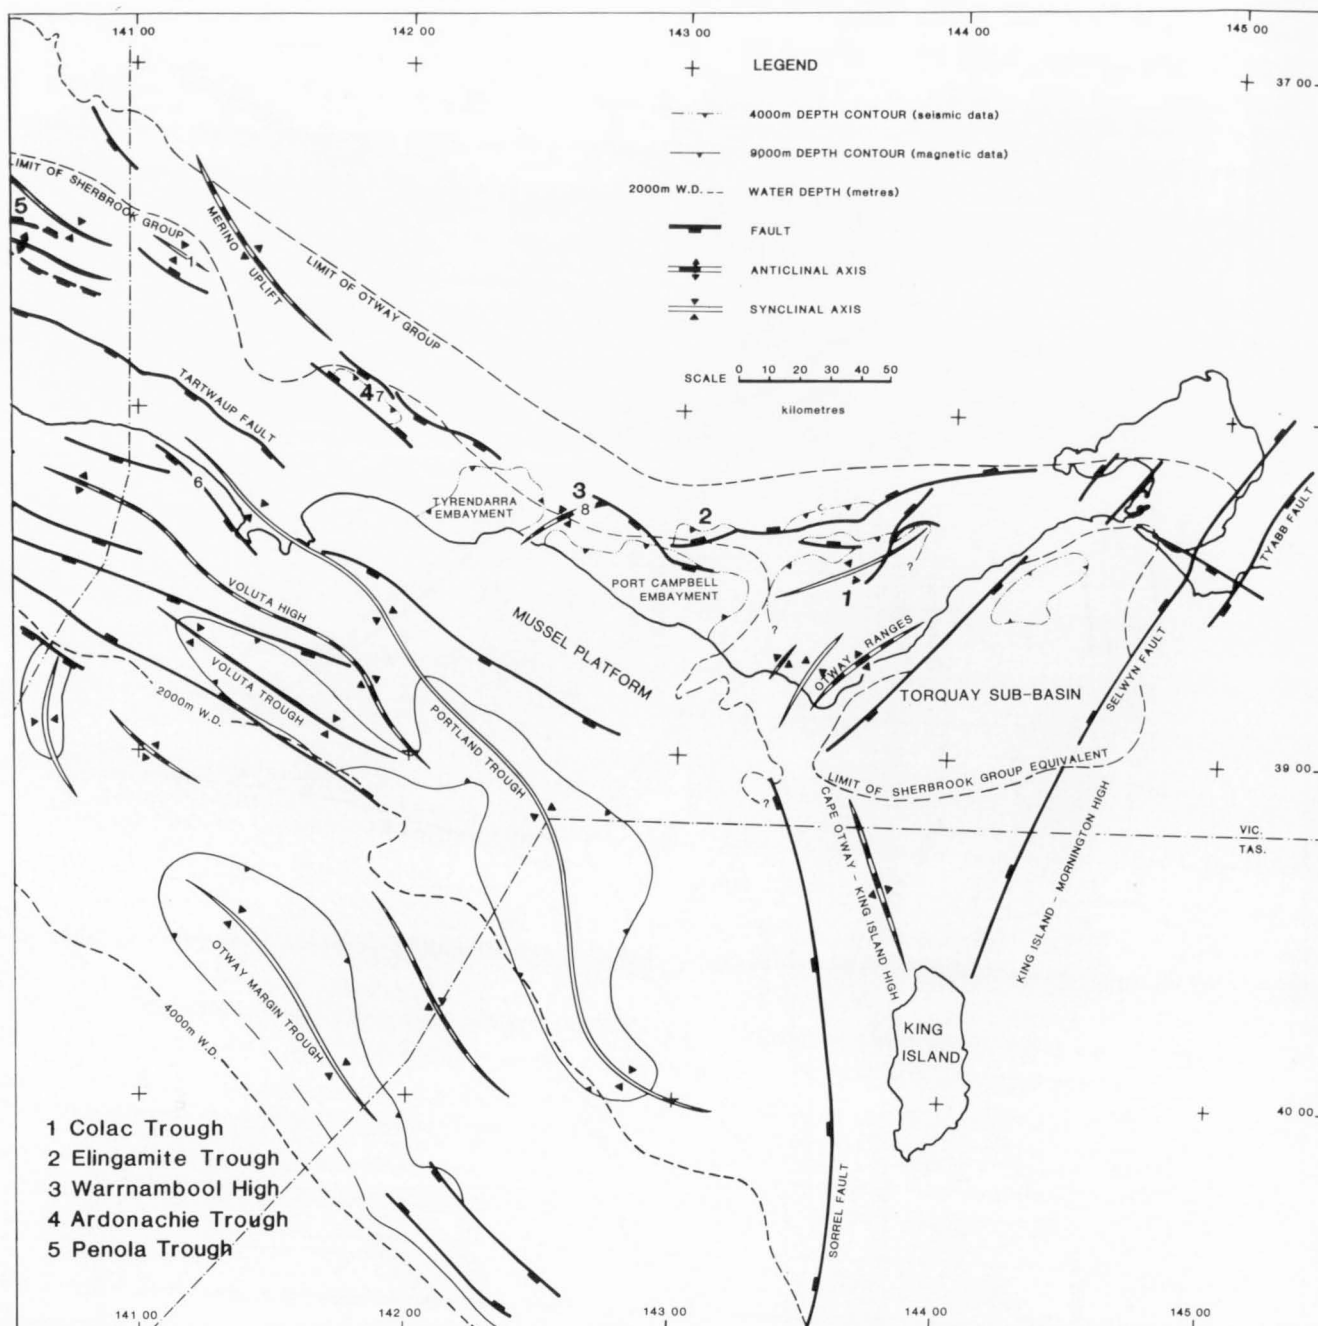 141 00
142 00
143 00
144 00
145 00
LEGEND
37 00
4000m DEPTH CONTOUR (seismic data)
9000m DEPTH CONTOUR (magnetic data)
2000m W.D. WATER DEPTH (metres)
FAULT
ANTICLINAL AXIS
SYNCLINAL AXIS
SCALE 0 10 20 30 40 50
kilometres
LIMIT OF SHERBROOK GROUP
5
1
MERINO UPLIFT
LIMIT OF OTWAY GROUP
TARTWAUP FAULT
4 7
6
TYRENDARRA
EMBAYMENT
3
8
2
PORT CAMPBELL
EMBAYMENT
?
?
1
TYABB FAULT
VOLUTA HIGH
MUSSEL PLATFORM
OTWAY RANGES
VOLUTA TROUGH
2000m W.D.
TORQUAY SUB-BASIN
SELWYN FAULT
PORTLAND TROUGH
LIMIT OF SHERBROOK GROUP EQUIVALENT
39 00
?
CAPE OTWAY - KING ISLAND HIGH
KING ISLAND - MORNINGTON HIGH
VIC.
TAS.
OTWAY MARGIN TROUGH
4000m W.D.
KING
ISLAND
40 00
1 Colac Trough
2 Elingamite Trough
3 Warrnambool High
4 Ardonachie Trough
5 Penola Trough
SORREL FAULT
141 00
142 00
143 00
144 00
145 00